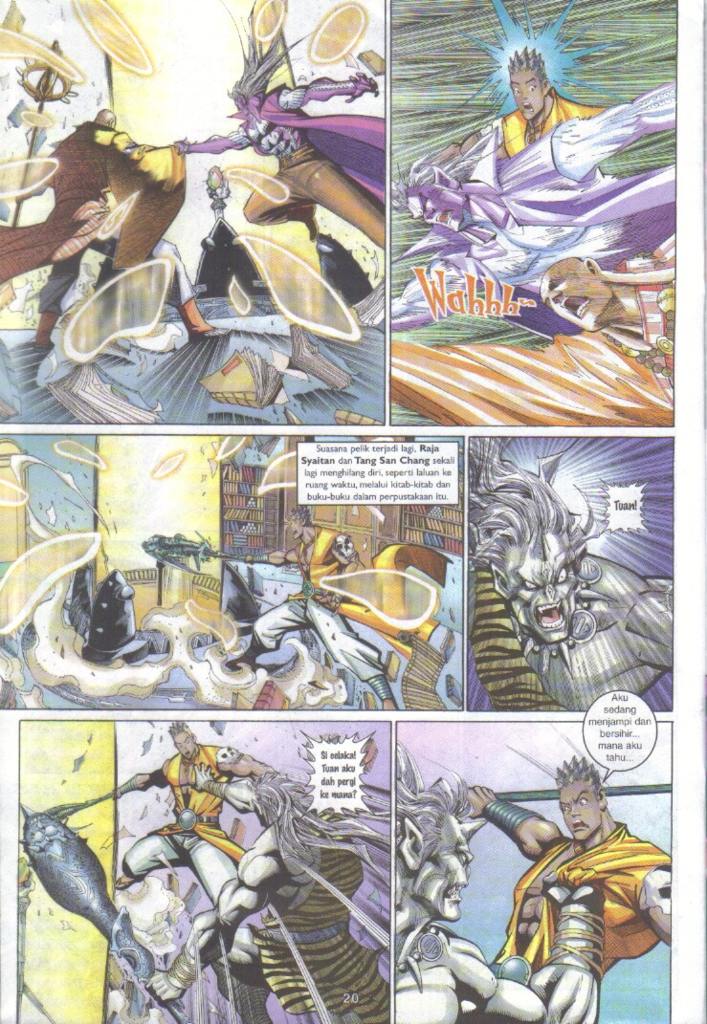 Wahhh~
Suasana pelik terjadi lagi, Raja
Syaitan dan Tang San Chang sekali
lagi menghilang diri, seperti laluan ke
ruang waktu, melalui kitab-kitab dan
buku-buku dalam perpustakaan itu.
Tuan!
Si celaka!
Tuan aku
dah pergi
ke mana?
Aku
sedang
menjampi dan
bersihir...
mana aku
tahu...
20